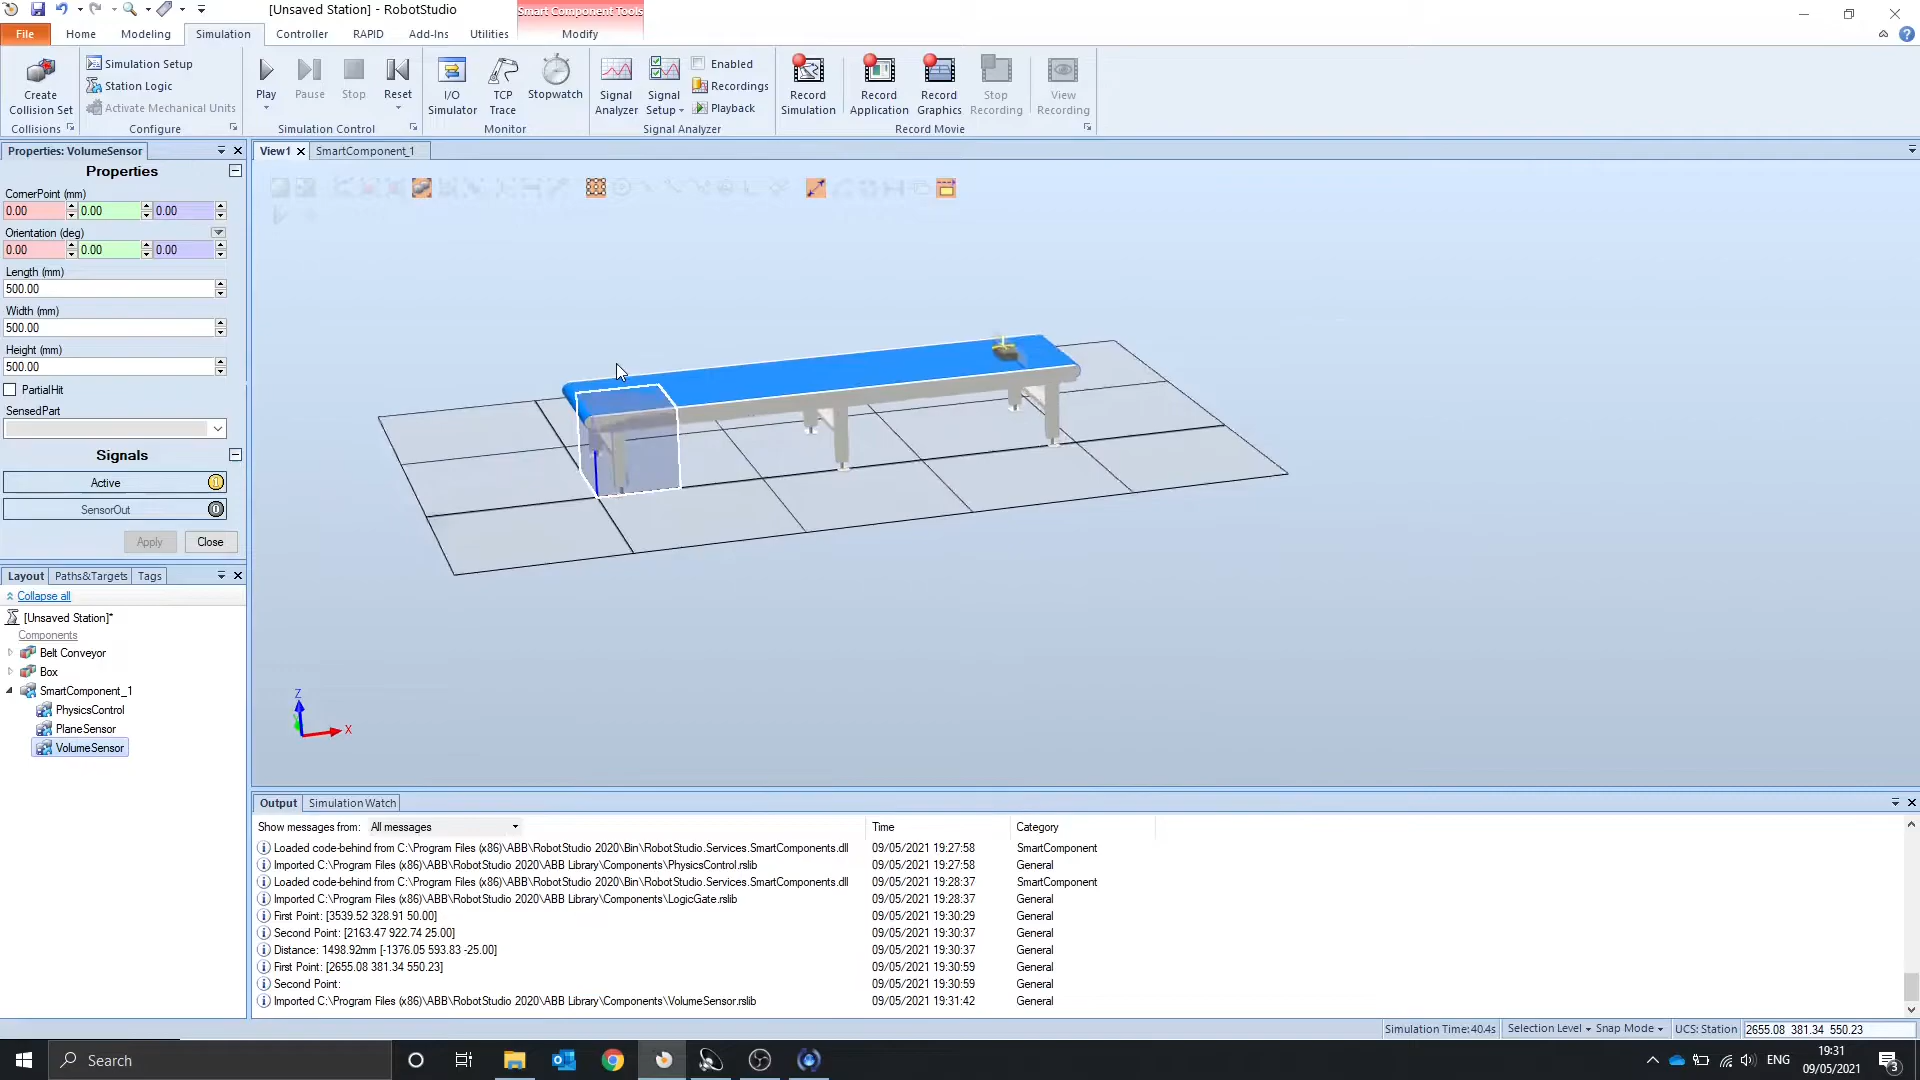 [Unsaved Station] - RobotStudio
Smart Component Tools
File Home Modeling Simulation Controller RAPID Add-Ins Utilities Modify
Create Collision Set
Collisions
Simulation Setup
Station Logic
Activate Mechanical Units
Configure
Play Pause Stop Reset
Simulation Control
I/O Simulator
TCP Trace
Stopwatch
Monitor
Signal Analyzer
Signal Setup
Enabled
Recordings
Playback
Signal Analyzer
Record Simulation
Record Application
Record Graphics
Stop Recording
View Recording
Record Movie
Properties: VolumeSensor
Properties
CornerPoint (mm)
0.00 0.00 0.00
Orientation (deg)
0.00 0.00 0.00
Length (mm)
500.00
Width (mm)
500.00
Height (mm)
500.00
PartialHit
SensedPart
Signals
Active 1
SensorOut 0
Apply Close
Layout Paths&Targets Tags
Collapse all
[Unsaved Station]*
Components
Belt Conveyor
Box
SmartComponent_1
PhysicsControl
PlaneSensor
VolumeSensor
View1 SmartComponent_1
Z
X
Output Simulation Watch
Show messages from: All messages Time Category
Loaded code-behind from C:\Program Files (x86)\ABB\RobotStudio 2020\Bin\RobotStudio.Services.SmartComponents.dll 09/05/2021 19:27:58 SmartComponent
Imported C:\Program Files (x86)\ABB\RobotStudio 2020\ABB Library\Components\PhysicsControl.rslib 09/05/2021 19:27:58 General
Loaded code-behind from C:\Program Files (x86)\ABB\RobotStudio 2020\Bin\RobotStudio.Services.SmartComponents.dll 09/05/2021 19:28:37 SmartComponent
Imported C:\Program Files (x86)\ABB\RobotStudio 2020\ABB Library\Components\LogicGate.rslib 09/05/2021 19:28:37 General
First Point: [3539.52 328.91 50.00] 09/05/2021 19:30:29 General
Second Point: [2163.47 922.74 25.00] 09/05/2021 19:30:37 General
Distance: 1498.92mm [-1376.05 593.83 -25.00] 09/05/2021 19:30:37 General
First Point: [2655.08 381.34 550.23] 09/05/2021 19:30:59 General
Second Point: 09/05/2021 19:30:59 General
Imported C:\Program Files (x86)\ABB\RobotStudio 2020\ABB Library\Components\VolumeSensor.rslib 09/05/2021 19:31:42 General
Simulation Time: 40.4s Selection Level Snap Mode UCS: Station 2655.08 381.34 550.23
Search
ENG
19:31
09/05/2021
3